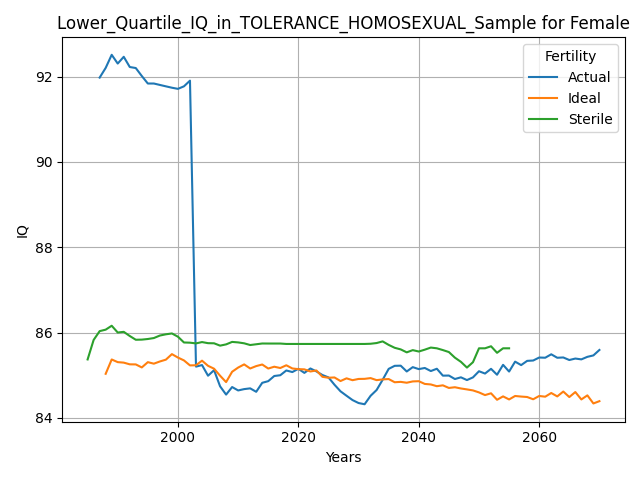 Lower_Quartile_IQ_in_TOLERANCE_HOMOSEXUAL_Sample for Female
Fertility
Actual
Ideal
Sterile
92
90
88
86
84
IQ
2000
2020
2040
2060
Years